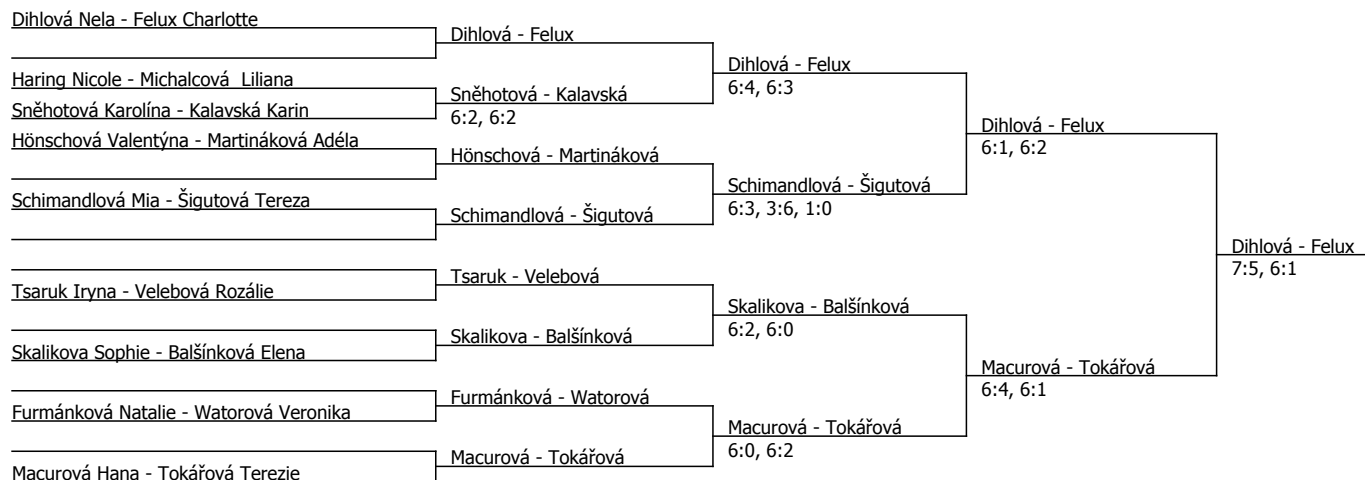 Dihlová Nela - Felux Charlotte
Haring Nicole - Michalcová  Liliana
Sněhotová Karolína - Kalavská Karin
Hönschová Valentýna - Martináková Adéla
Schimandlová Mia - Šigutová Tereza
Tsaruk Iryna - Velebová Rozálie
Skalikova Sophie - Balšínková Elena
Furmánková Natalie - Watorová Veronika
Macurová Hana - Tokářová Terezie
Dihlová - Felux
Sněhotová - Kalavská
6:2, 6:2
Hönschová - Martináková
Schimandlová - Šigutová
Tsaruk - Velebová
Skalikova - Balšínková
Furmánková - Watorová
Macurová - Tokářová
Dihlová - Felux
6:4, 6:3
Schimandlová - Šigutová
6:3, 3:6, 1:0
Skalikova - Balšínková
6:2, 6:0
Macurová - Tokářová
6:0, 6:2
Dihlová - Felux
6:1, 6:2
Macurová - Tokářová
6:4, 6:1
Dihlová - Felux
7:5, 6:1